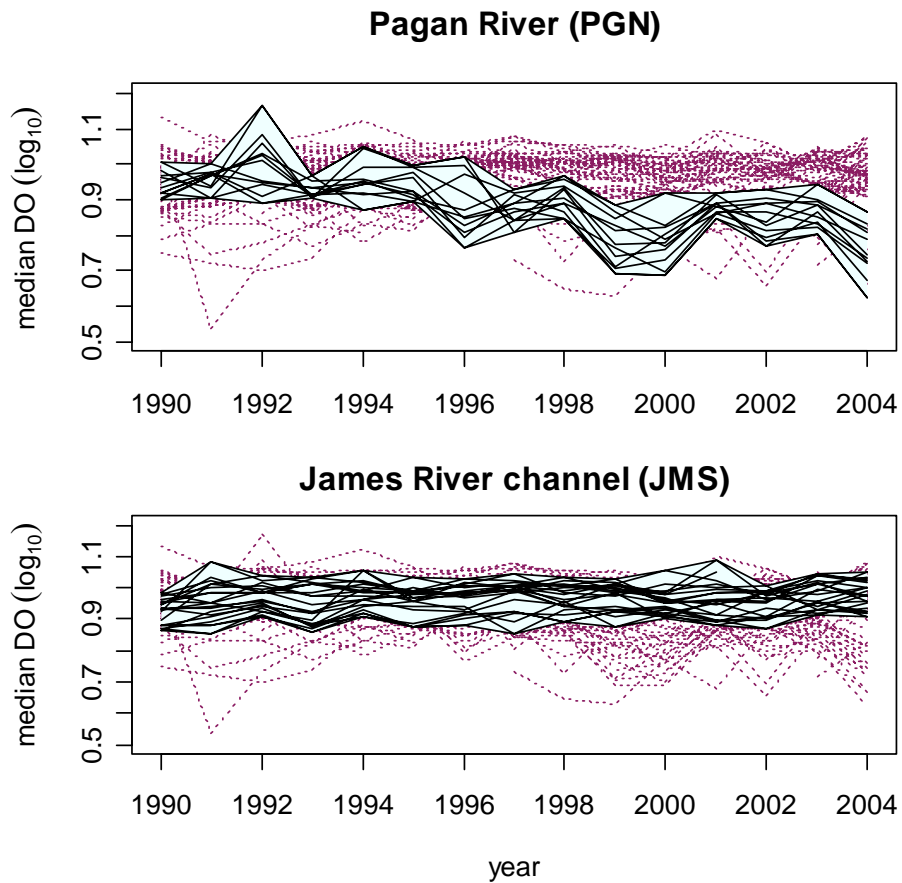 Pagan River (PGN)
median DO (log10)
0.5 0.7 0.9 1.1
1990 1992 1994 1996 1998 2000 2002 2004
James River channel (JMS)
median DO (log10)
0.5 0.7 0.9 1.1
1990 1992 1994 1996 1998 2000 2002 2004
year